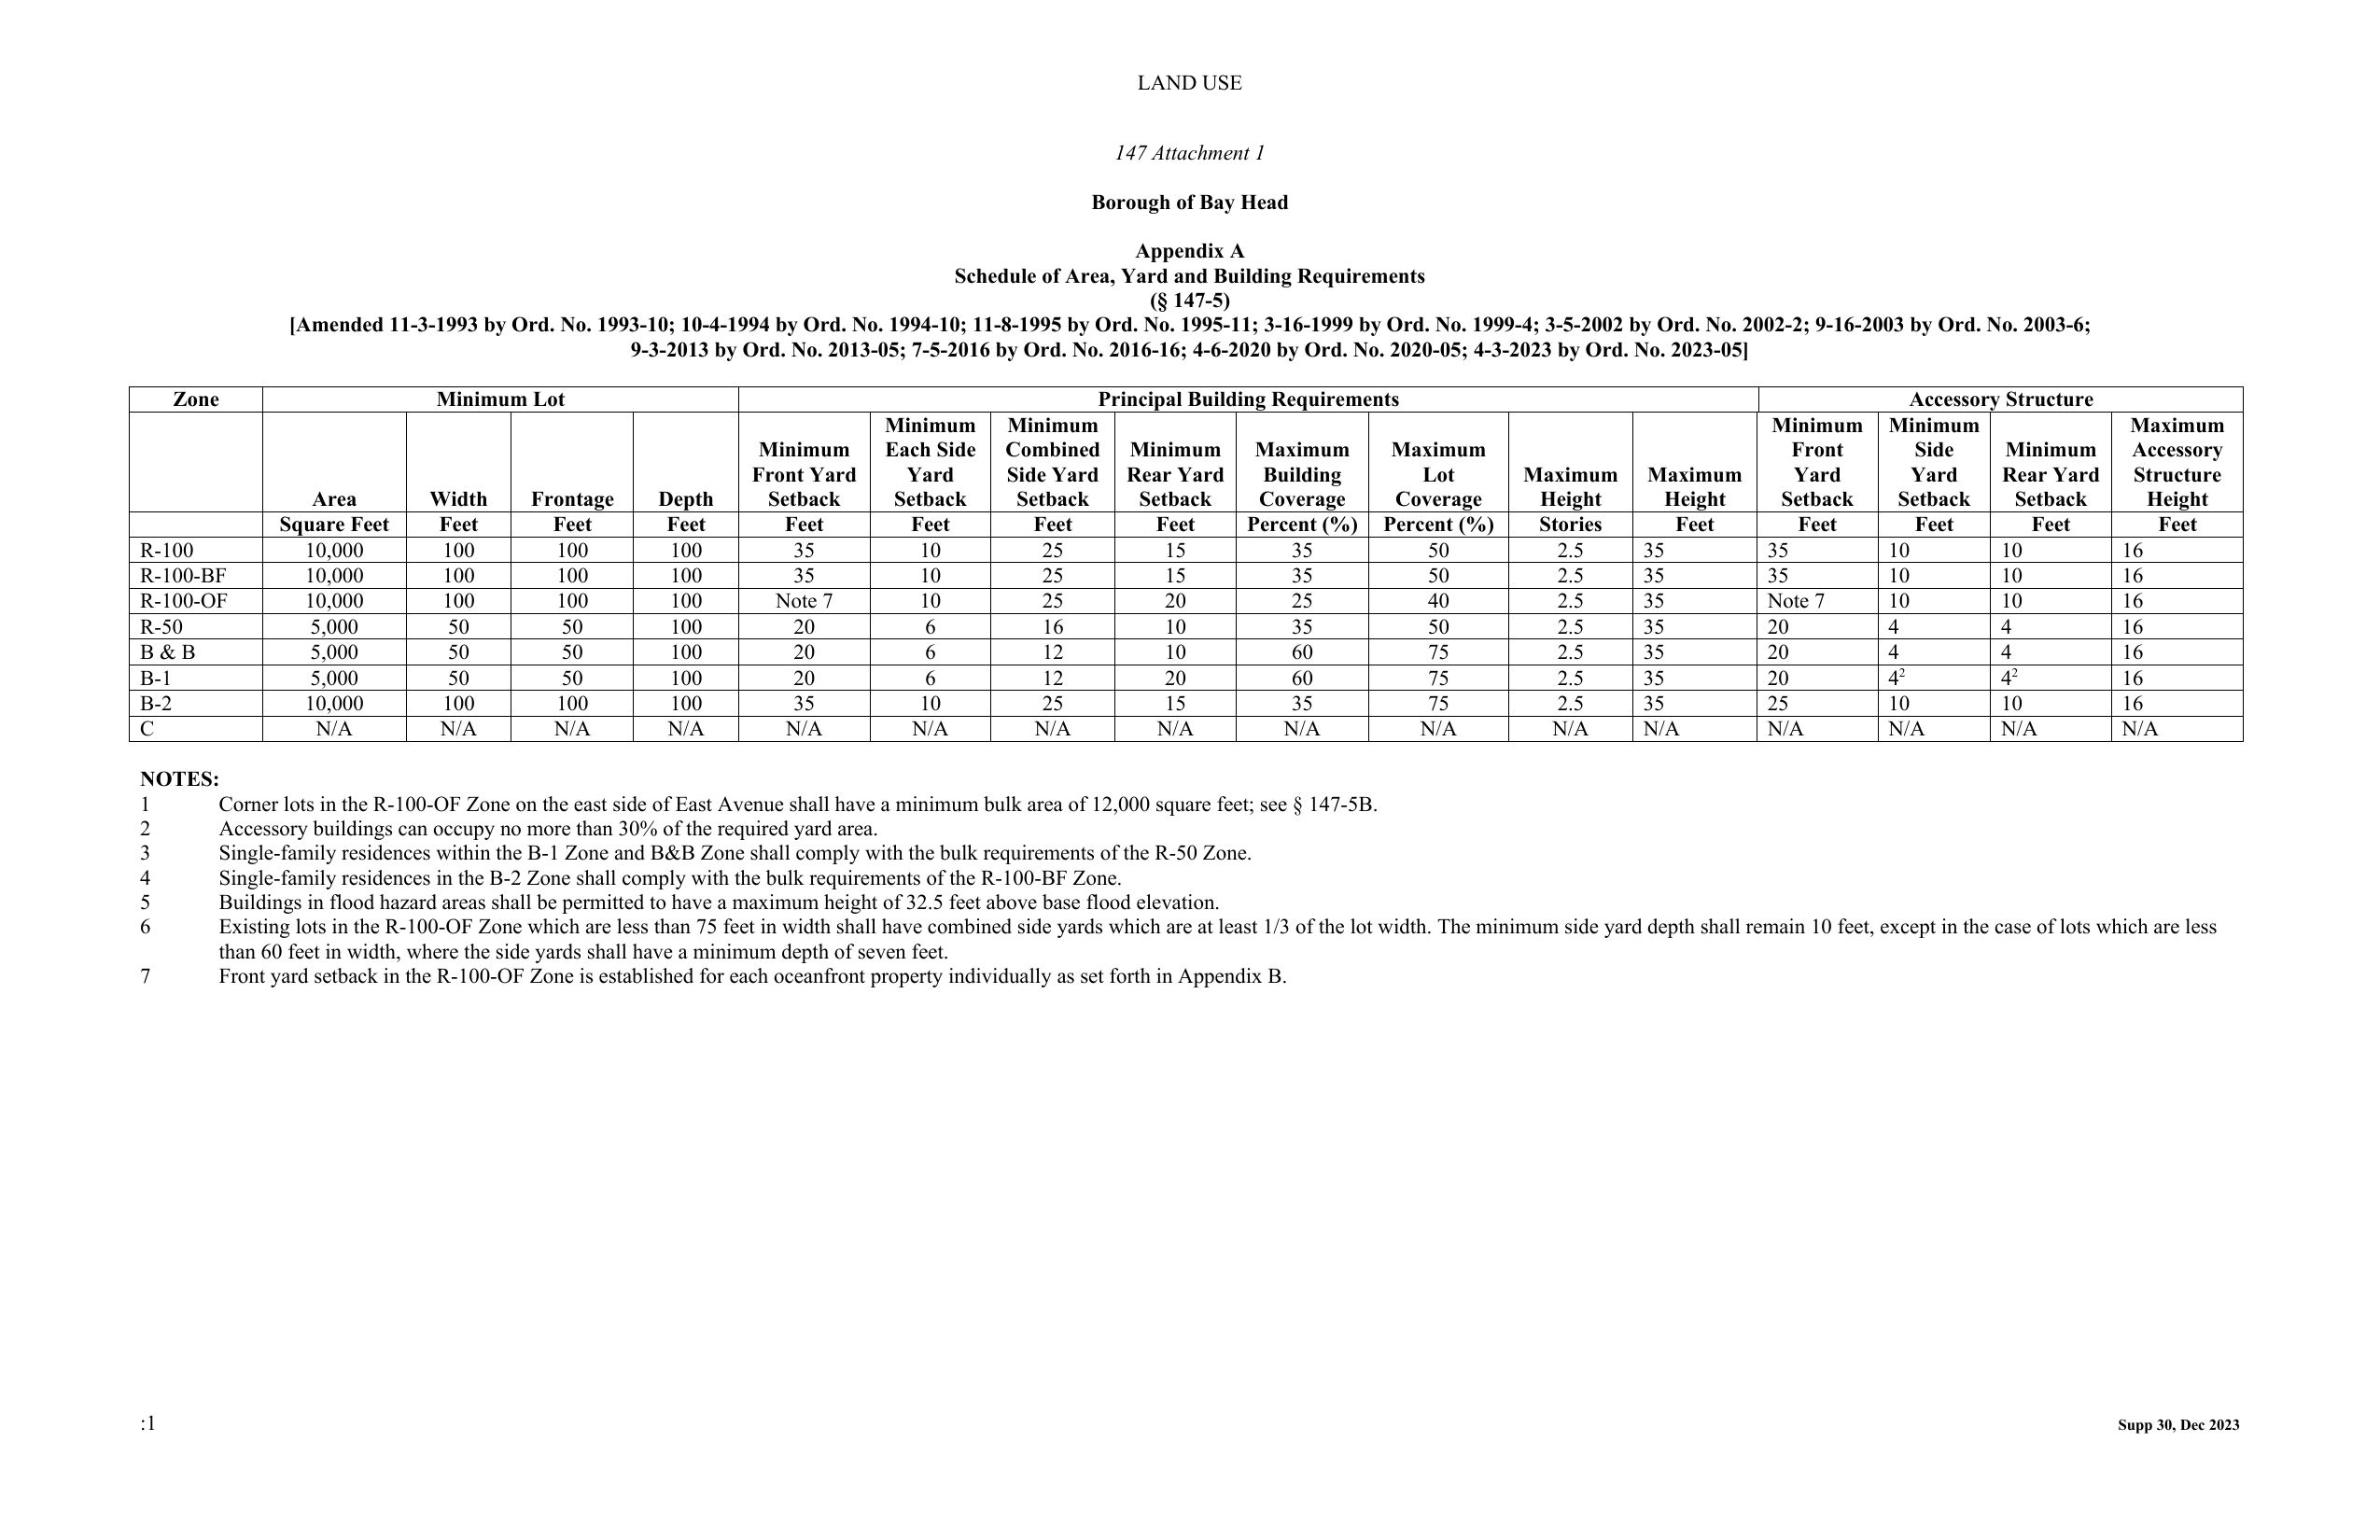 LAND USE
147 Attachment 1
Borough of Bay Head
Appendix A
Schedule of Area, Yard and Building Requirements
(§ 147-5)
[Amended 11-3-1993 by Ord. No. 1993-10; 10-4-1994 by Ord. No. 1994-10; 11-8-1995 by Ord. No. 1995-11; 3-16-1999 by Ord. No. 1999-4; 3-5-2002 by Ord. No. 2002-2; 9-16-2003 by Ord. No. 2003-6;
9-3-2013 by Ord. No. 2013-05; 7-5-2016 by Ord. No. 2016-16; 4-6-2020 by Ord. No. 2020-05; 4-3-2023 by Ord. No. 2023-05]
Zone Minimum Lot Principal Building Requirements Accessory Structure
Area Width Frontage Depth Minimum Front Yard Setback Minimum Each Side Yard Setback Minimum Combined Side Yard Setback Minimum Rear Yard Setback Maximum Building Coverage Maximum Lot Coverage Maximum Height Maximum Height Minimum Front Yard Setback Minimum Side Yard Setback Minimum Rear Yard Setback Maximum Accessory Structure Height
Square Feet Feet Feet Feet Feet Feet Feet Feet Percent (%) Percent (%) Stories Feet Feet Feet Feet Feet
R-100 10,000 100 100 100 35 10 25 15 35 50 2.5 35 35 10 10 16
R-100-BF 10,000 100 100 100 35 10 25 15 35 50 2.5 35 35 10 10 16
R-100-OF 10,000 100 100 100 Note 7 10 25 20 25 40 2.5 35 Note 7 10 10 16
R-50 5,000 50 50 100 20 6 16 10 35 50 2.5 35 20 4 4 16
B & B 5,000 50 50 100 20 6 12 10 60 75 2.5 35 20 4 4 16
B-1 5,000 50 50 100 20 6 12 20 60 75 2.5 35 20 4² 4² 16
B-2 10,000 100 100 100 35 10 25 15 35 75 2.5 35 25 10 10 16
C N/A N/A N/A N/A N/A N/A N/A N/A N/A N/A N/A N/A N/A N/A N/A N/A
NOTES:
1 Corner lots in the R-100-OF Zone on the east side of East Avenue shall have a minimum bulk area of 12,000 square feet; see § 147-5B.
2 Accessory buildings can occupy no more than 30% of the required yard area.
3 Single-family residences within the B-1 Zone and B&B Zone shall comply with the bulk requirements of the R-50 Zone.
4 Single-family residences in the B-2 Zone shall comply with the bulk requirements of the R-100-BF Zone.
5 Buildings in flood hazard areas shall be permitted to have a maximum height of 32.5 feet above base flood elevation.
6 Existing lots in the R-100-OF Zone which are less than 75 feet in width shall have combined side yards which are at least 1/3 of the lot width. The minimum side yard depth shall remain 10 feet, except in the case of lots which are less
than 60 feet in width, where the side yards shall have a minimum depth of seven feet.
7 Front yard setback in the R-100-OF Zone is established for each oceanfront property individually as set forth in Appendix B.
:1 Supp 30, Dec 2023